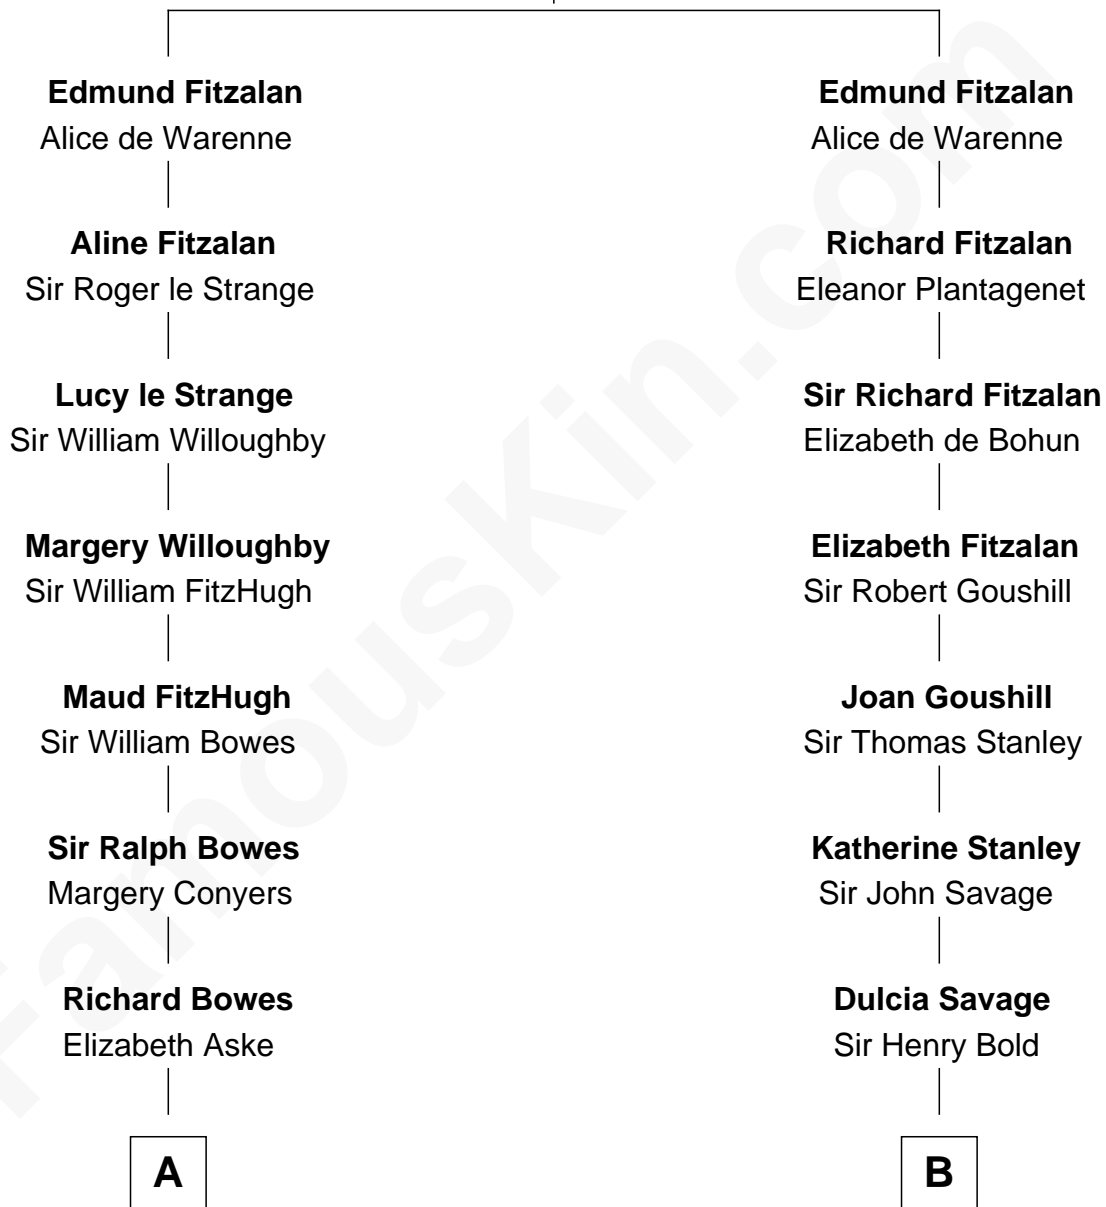 Edmund Fitzalan
Alice de Warenne
Aline Fitzalan
Sir Roger le Strange
Lucy le Strange
Sir William Willoughby
Margery Willoughby
Sir William FitzHugh
Maud FitzHugh
Sir William Bowes
Sir Ralph Bowes
Margery Conyers
Richard Bowes
Elizabeth Aske
A
Edmund Fitzalan
Alice de Warenne
Richard Fitzalan
Eleanor Plantagenet
Sir Richard Fitzalan
Elizabeth de Bohun
Elizabeth Fitzalan
Sir Robert Goushill
Joan Goushill
Sir Thomas Stanley
Katherine Stanley
Sir John Savage
Dulcia Savage
Sir Henry Bold
B
FamousKin.com